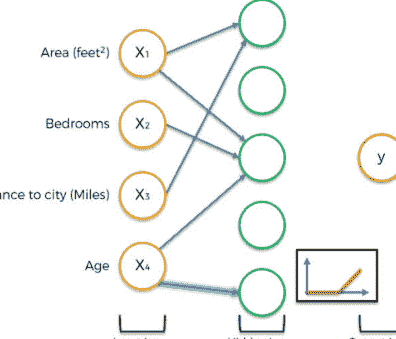 Area (feet²)
X₁
Bedrooms
X₂
y
ance to city (Miles)
X₃
Age
X₄